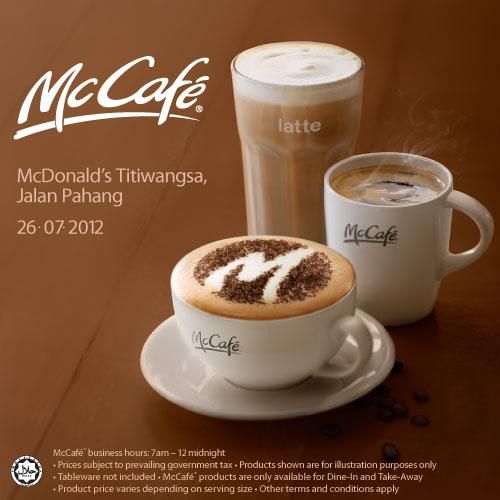 McCafé®
McDonald's Titiwangsa,
Jalan Pahang
26·07·2012
latte
McCafé
McCafé
McCafé® business hours: 7am – 12 midnight
• Prices subject to prevailing government tax • Products shown are for illustration purposes only
• Tableware not included • McCafé® products are only available for Dine-In and Take-Away
• Product price varies depending on serving size • Other terms and conditions apply